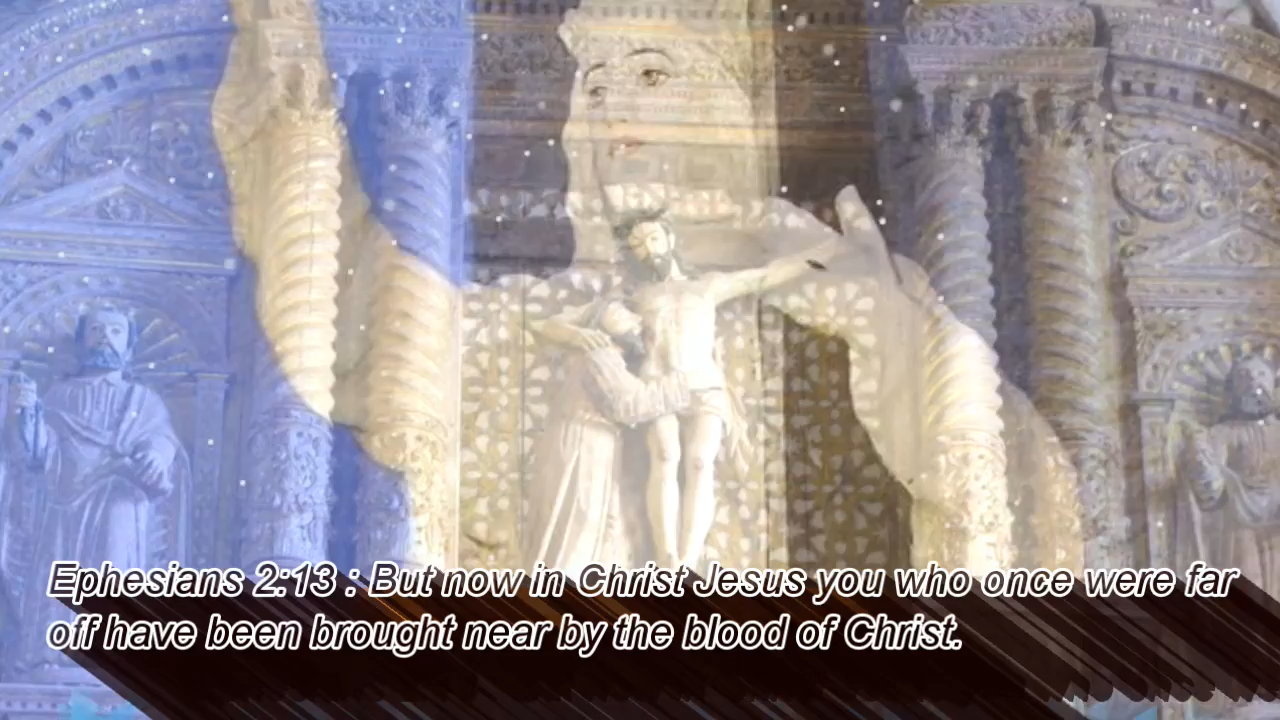 Ephesians 2:13 : But now in Christ Jesus you who once were far
off have been brought near by the blood of Christ.